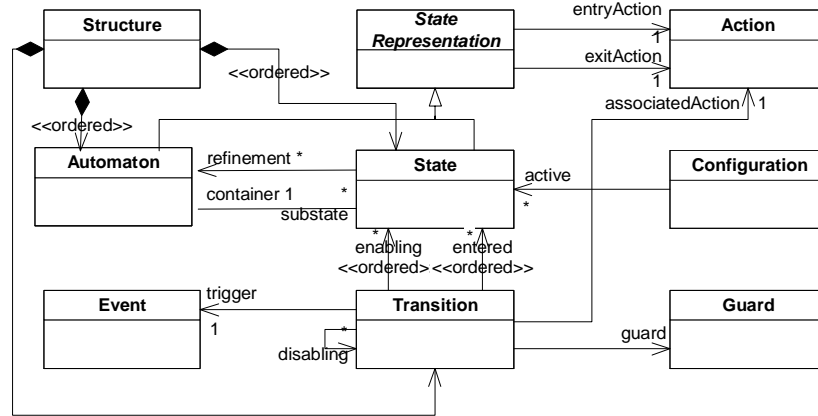 Structure
State
Representation
entryAction
1
Action
exitAction
1
<<ordered>>
associatedAction
1
<<ordered>>
Automaton
refinement *
State
Configuration
container 1
*
substate
active
*
*
enabling
<<ordered>
*
entered
<<ordered>>
Event
trigger
1
Transition
*
disabling
guard
Guard